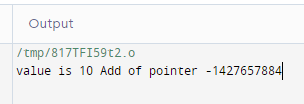 Output
/tmp/817TFI59t2.o
value is 10 Add of pointer -1427657884